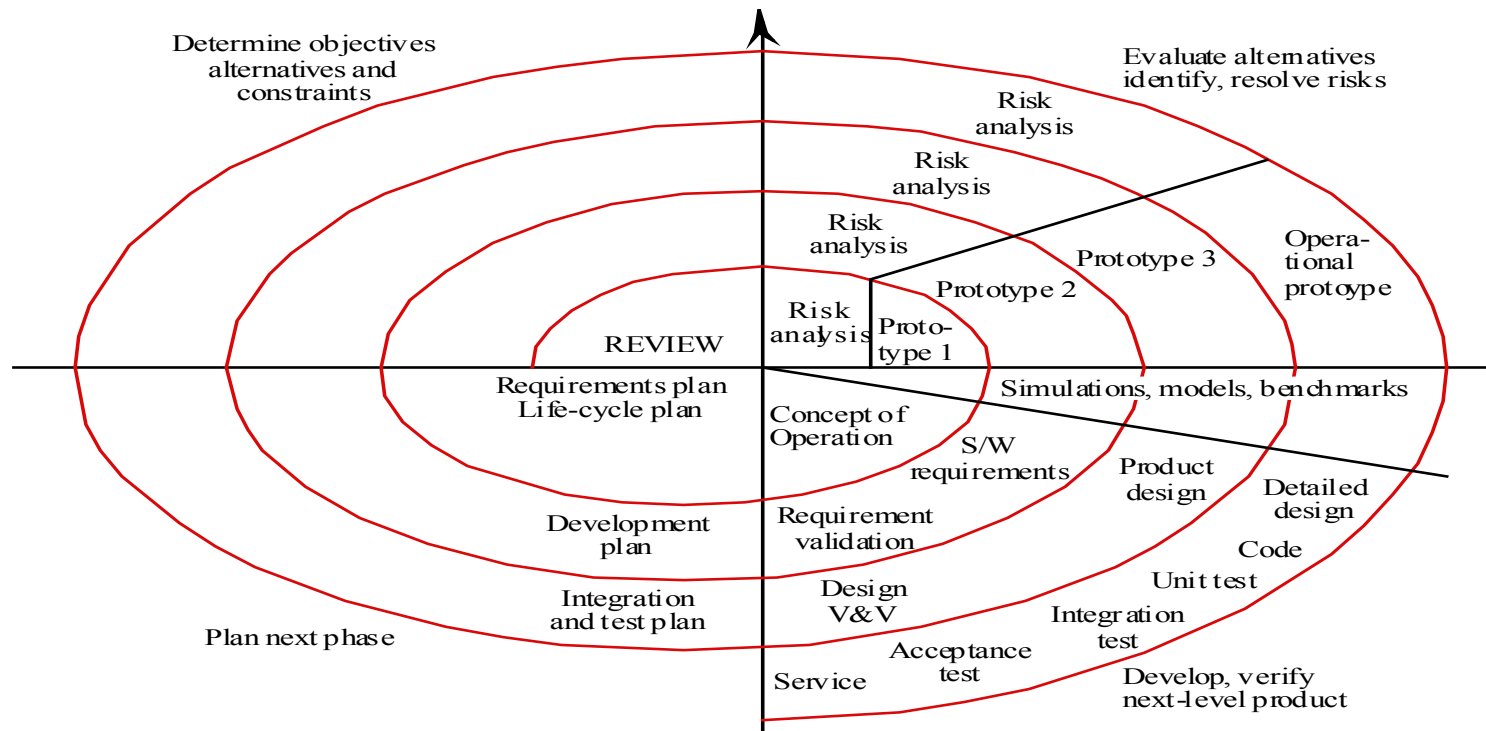 Determine objectives
alternatives and
constraints
Evaluate alternatives
identify, resolve risks
Risk
analysis
Risk
analysis
Risk
analysis
Risk
analysis
Proto-
type 1
Prototype 2
Prototype 3
Opera-
tional
protoype
REVIEW
Requirements plan
Life-cycle plan
Simulations, models, benchmarks
Concept of
Operation
S/W
requirements
Product
design
Detailed
design
Development
plan
Requirement
validation
Code
Unit test
Integration
and test plan
Design
V&V
Integration
test
Plan next phase
Acceptance
test
Service
Develop, verify
next-level product